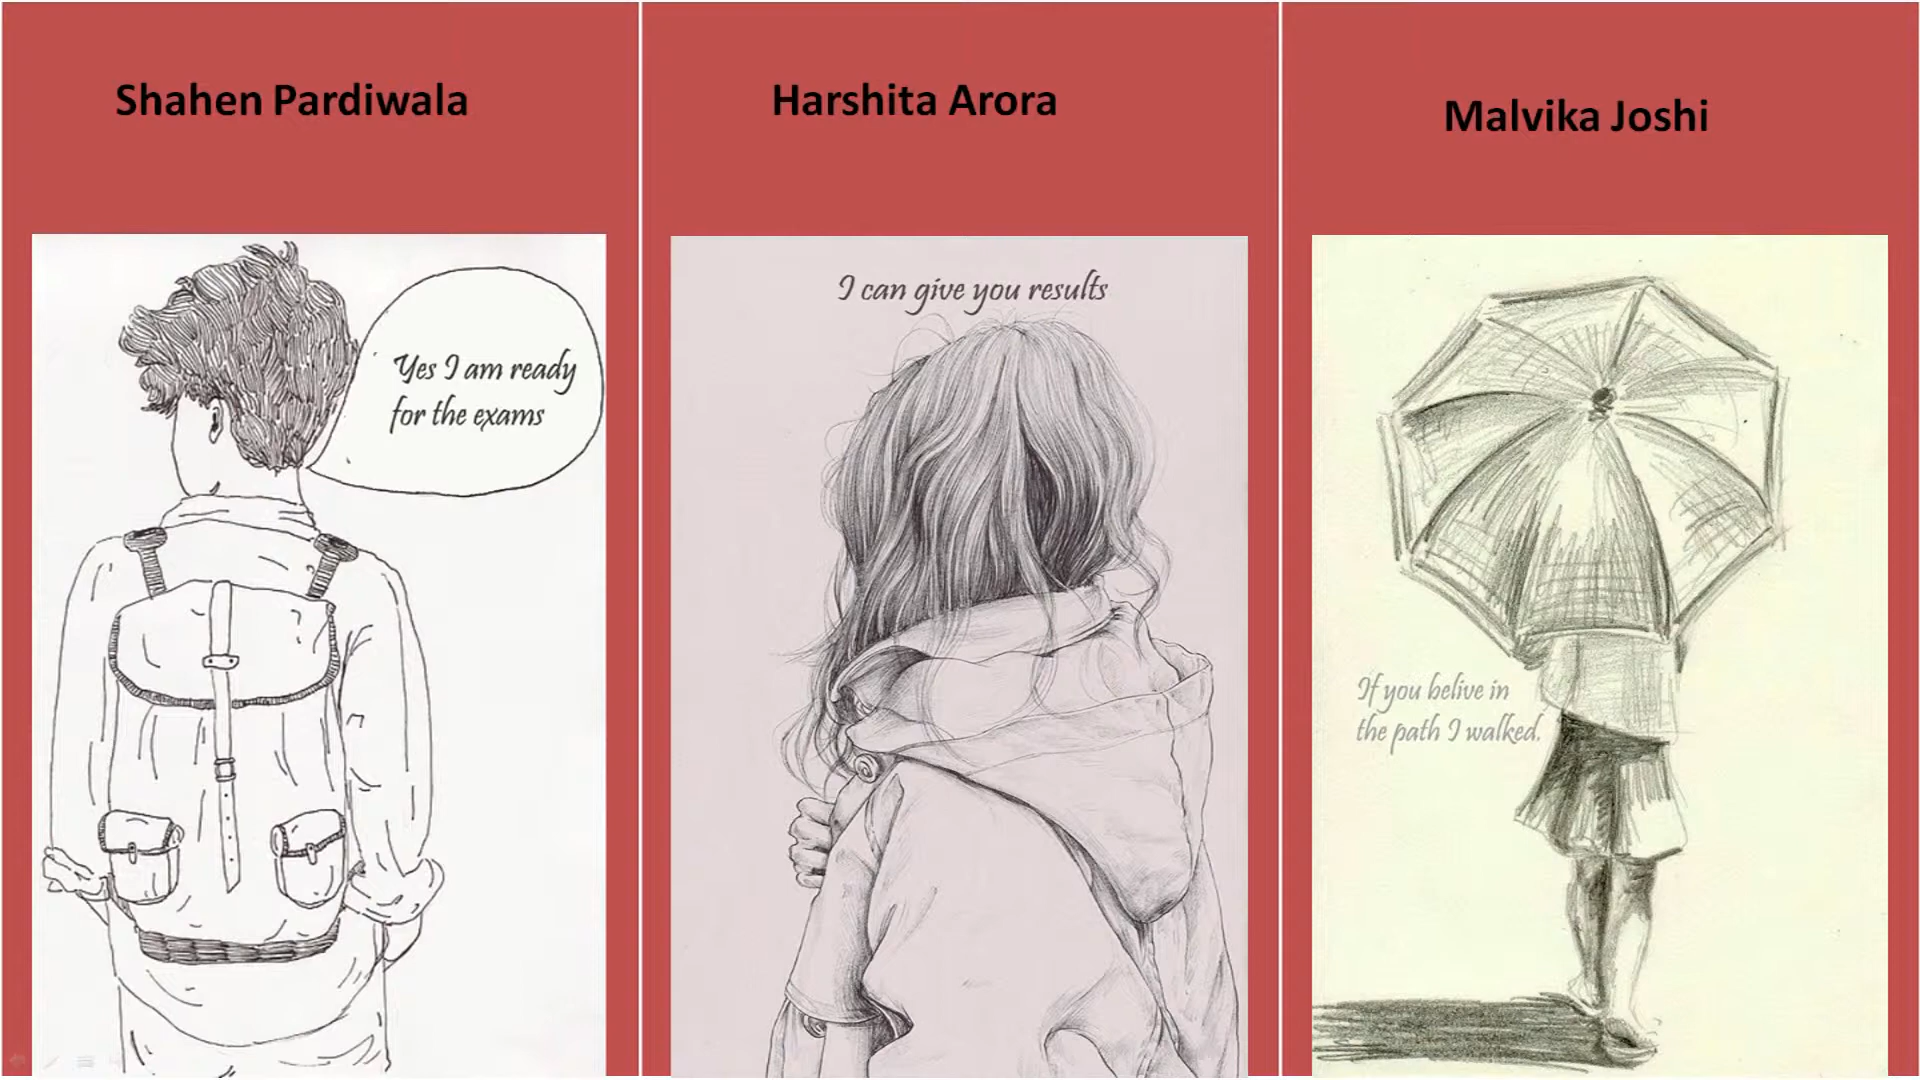 Shahen Pardiwala
Yes I am ready
for the exams
Harshita Arora
I can give you results
Malvika Joshi
If you belive in
the path I walked.